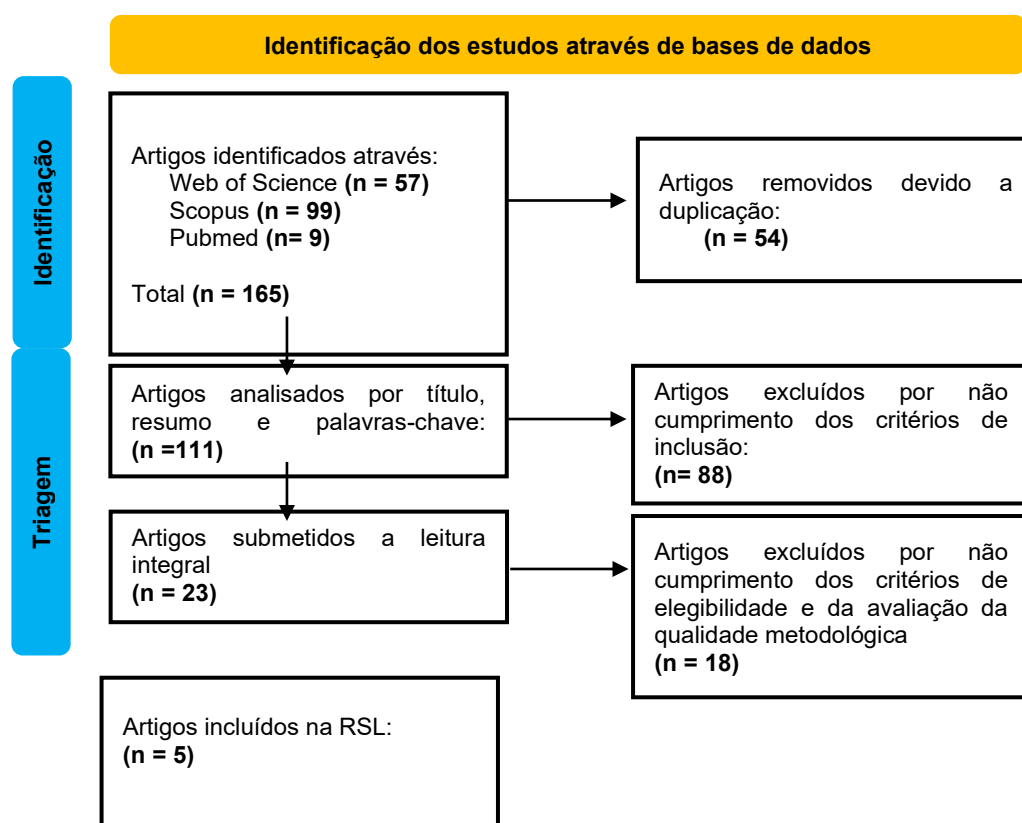 Identificação dos estudos através de bases de dados
Identificação
Artigos identificados através:
Web of Science (n = 57)
Scopus (n = 99)
Pubmed (n= 9)
Total (n = 165)
Artigos removidos devido a
duplicação:
(n = 54)
Triagem
Artigos analisados por título,
resumo e palavras-chave:
(n =111)
Artigos excluídos por não
cumprimento dos critérios de
inclusão:
(n= 88)
Artigos submetidos a leitura
integral
(n = 23)
Artigos excluídos por não
cumprimento dos critérios de
elegibilidade e da avaliação da
qualidade metodológica
(n = 18)
Artigos incluídos na RSL:
(n = 5)